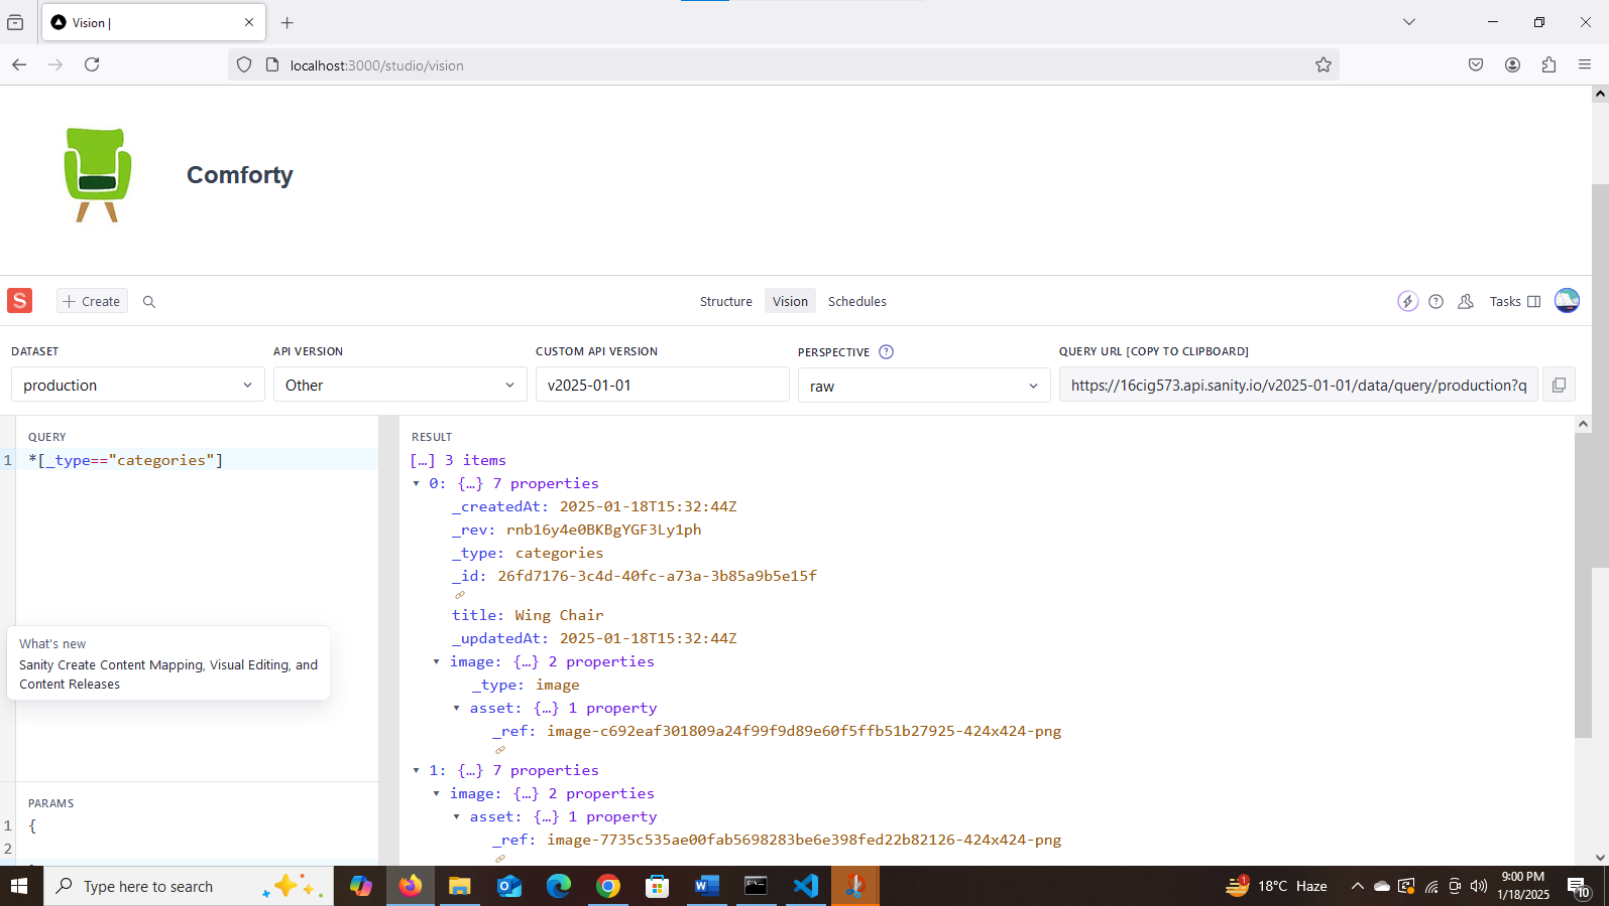 Vision |
localhost:3000/studio/vision
Comforty
S
Create
Structure
Vision
Schedules
Tasks
DATASET
API VERSION
CUSTOM API VERSION
PERSPECTIVE
QUERY URL [COPY TO CLIPBOARD]
production
Other
v2025-01-01
raw
https://16cig573.api.sanity.io/v2025-01-01/data/query/production?q
QUERY
1 *[_type=="categories"]
What's new
Sanity Create Content Mapping, Visual Editing, and
Content Releases
PARAMS
1 {
2
RESULT
[…] 3 items
0: {…} 7 properties
_createdAt: 2025-01-18T15:32:44Z
_rev: rnb16y4e0BKBgYGF3Ly1ph
_type: categories
_id: 26fd7176-3c4d-40fc-a73a-3b85a9b5e15f
title: Wing Chair
_updatedAt: 2025-01-18T15:32:44Z
image: {…} 2 properties
_type: image
asset: {…} 1 property
_ref: image-c692eaf301809a24f99f9d89e60f5ffb51b27925-424x424-png
1: {…} 7 properties
image: {…} 2 properties
asset: {…} 1 property
_ref: image-7735c535ae00fab5698283be6e398fed22b82126-424x424-png
Type here to search
1
18°C Haze
9:00 PM
1/18/2025
10